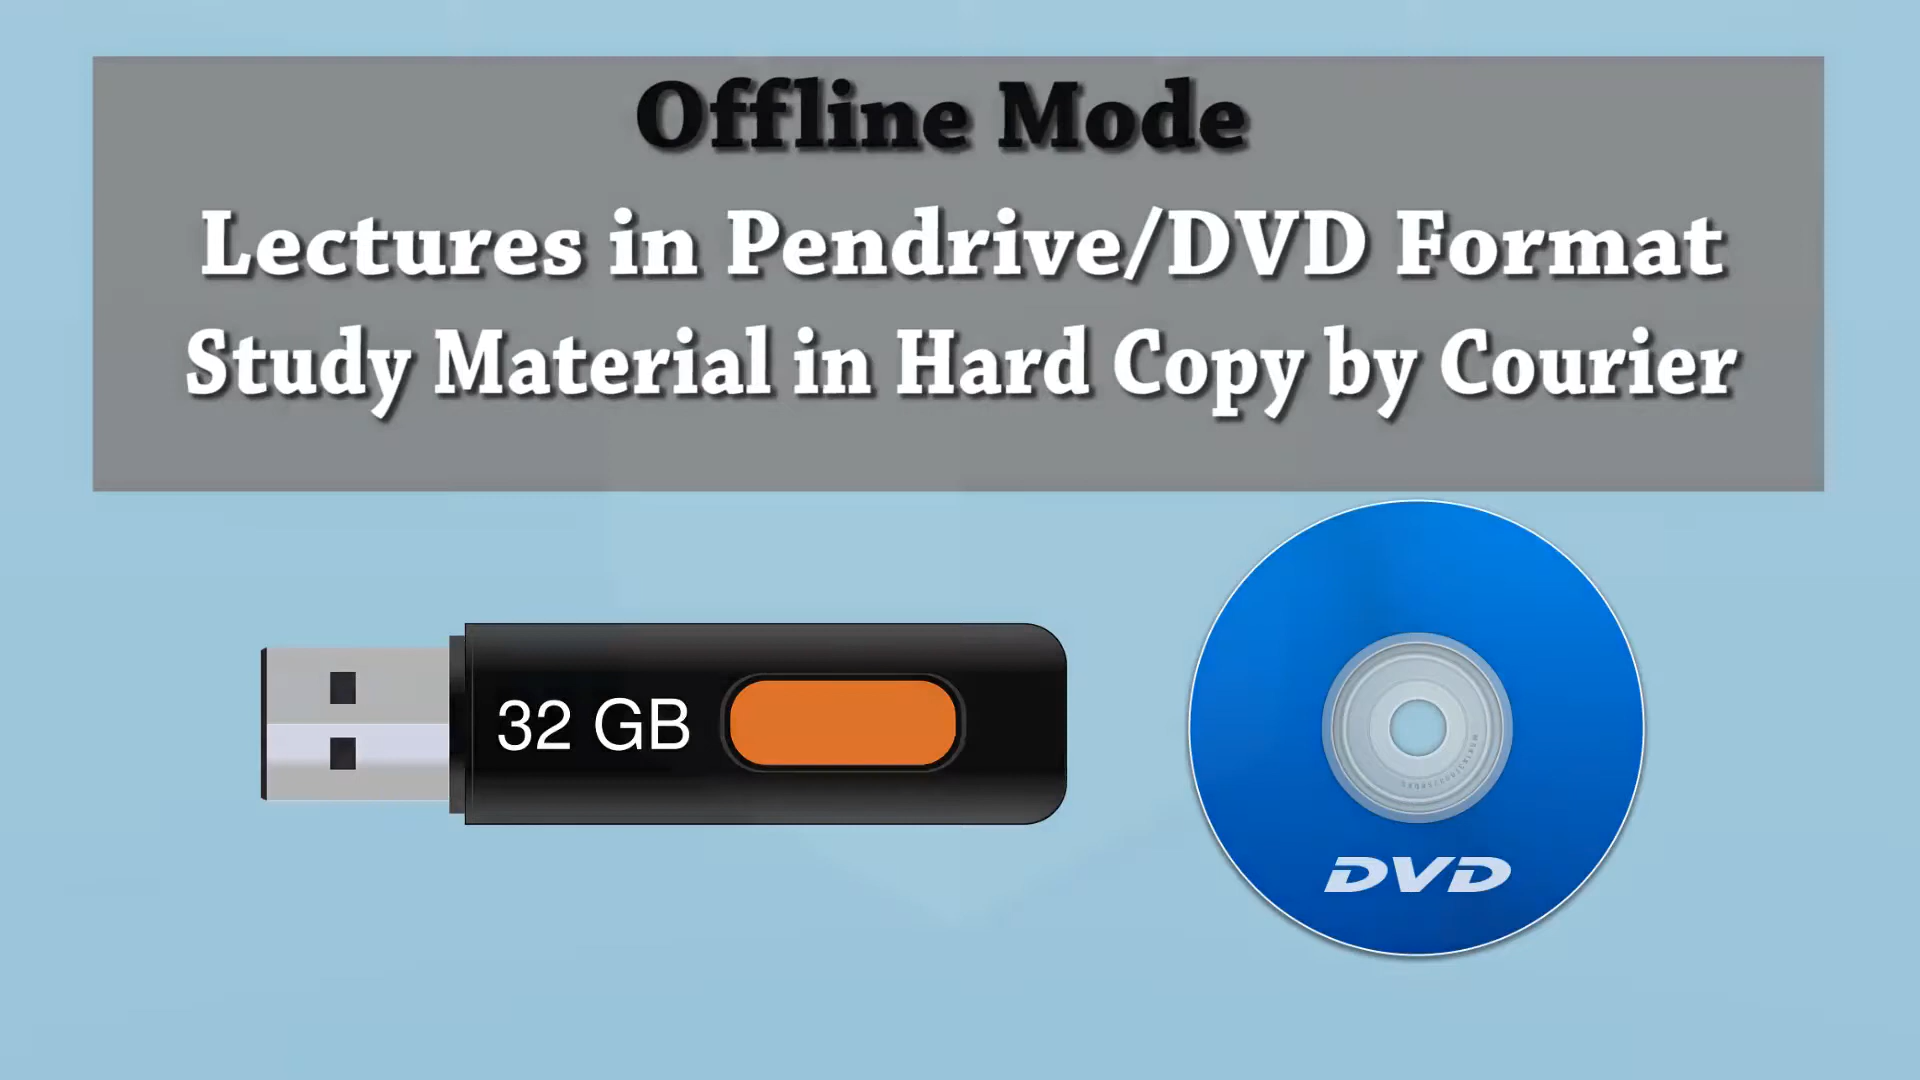 Offline Mode
Lectures in Pendrive/DVD Format
Study Material in Hard Copy by Courier
32 GB
DVD